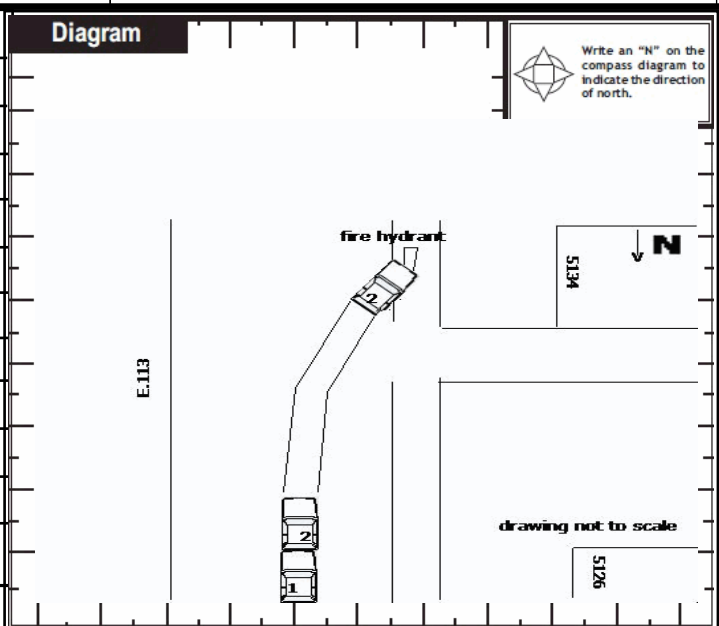 Diagram
Write an “N” on the
compass diagram to
indicate the direction
of north.
fire hydrant
N
5134
2
E.113
2
drawing not to scale
1
5126